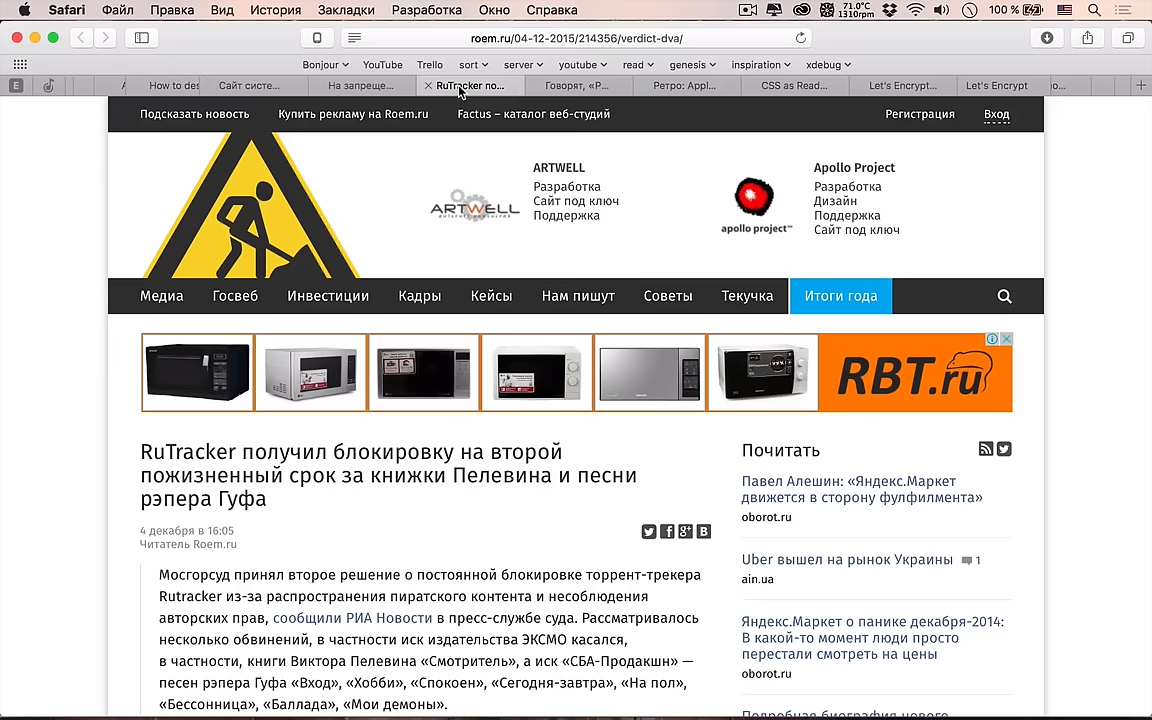 Safari Файл Правка Вид История Закладки Разработка Окно Справка
71.0°C
1310rpm
100 %
roem.ru/04-12-2015/214356/verdict-dva/
Bonjour YouTube Trello sort server youtube read genesis inspiration xdebug
How to des Сайт систе... На запреще... RuTracker по... Говорят, «Р... Ретро: Appl... CSS as Read... Let's Encrypt... Let's Encrypt
Подсказать новость Купить рекламу на Roem.ru Factus – каталог веб-студий Регистрация Вход
ARTWELL
Разработка
Сайт под ключ
Поддержка
ARTWELL
Apollo Project
Разработка
Дизайн
Поддержка
Сайт под ключ
apollo project™
Медиа Госвеб Инвестиции Кадры Кейсы Нам пишут Советы Текучка Итоги года
RBT.ru
RuTracker получил блокировку на второй
пожизненный срок за книжки Пелевина и песни
рэпера Гуфа
4 декабря в 16:05
Читатель Roem.ru
Мосгорсуд принял второе решение о постоянной блокировке торрент-трекера
Rutracker из-за распространения пиратского контента и несоблюдения
авторских прав, сообщили РИА Новости в пресс-службе суда. Рассматривалось
несколько обвинений, в частности иск издательства ЭКСМО касался,
в частности, книги Виктора Пелевина «Смотритель», а иск «СБА-Продакшн» —
песен рэпера Гуфа «Вход», «Хобби», «Спокоен», «Сегодня-завтра», «На пол»,
«Бессонница», «Баллада», «Мои демоны».
Почитать
Павел Алешин: «Яндекс.Маркет
движется в сторону фулфилмента»
oborot.ru
Uber вышел на рынок Украины 1
ain.ua
Яндекс.Маркет о панике декабря-2014:
В какой-то момент люди просто
перестали смотреть на цены
oborot.ru
Подробная биография нового